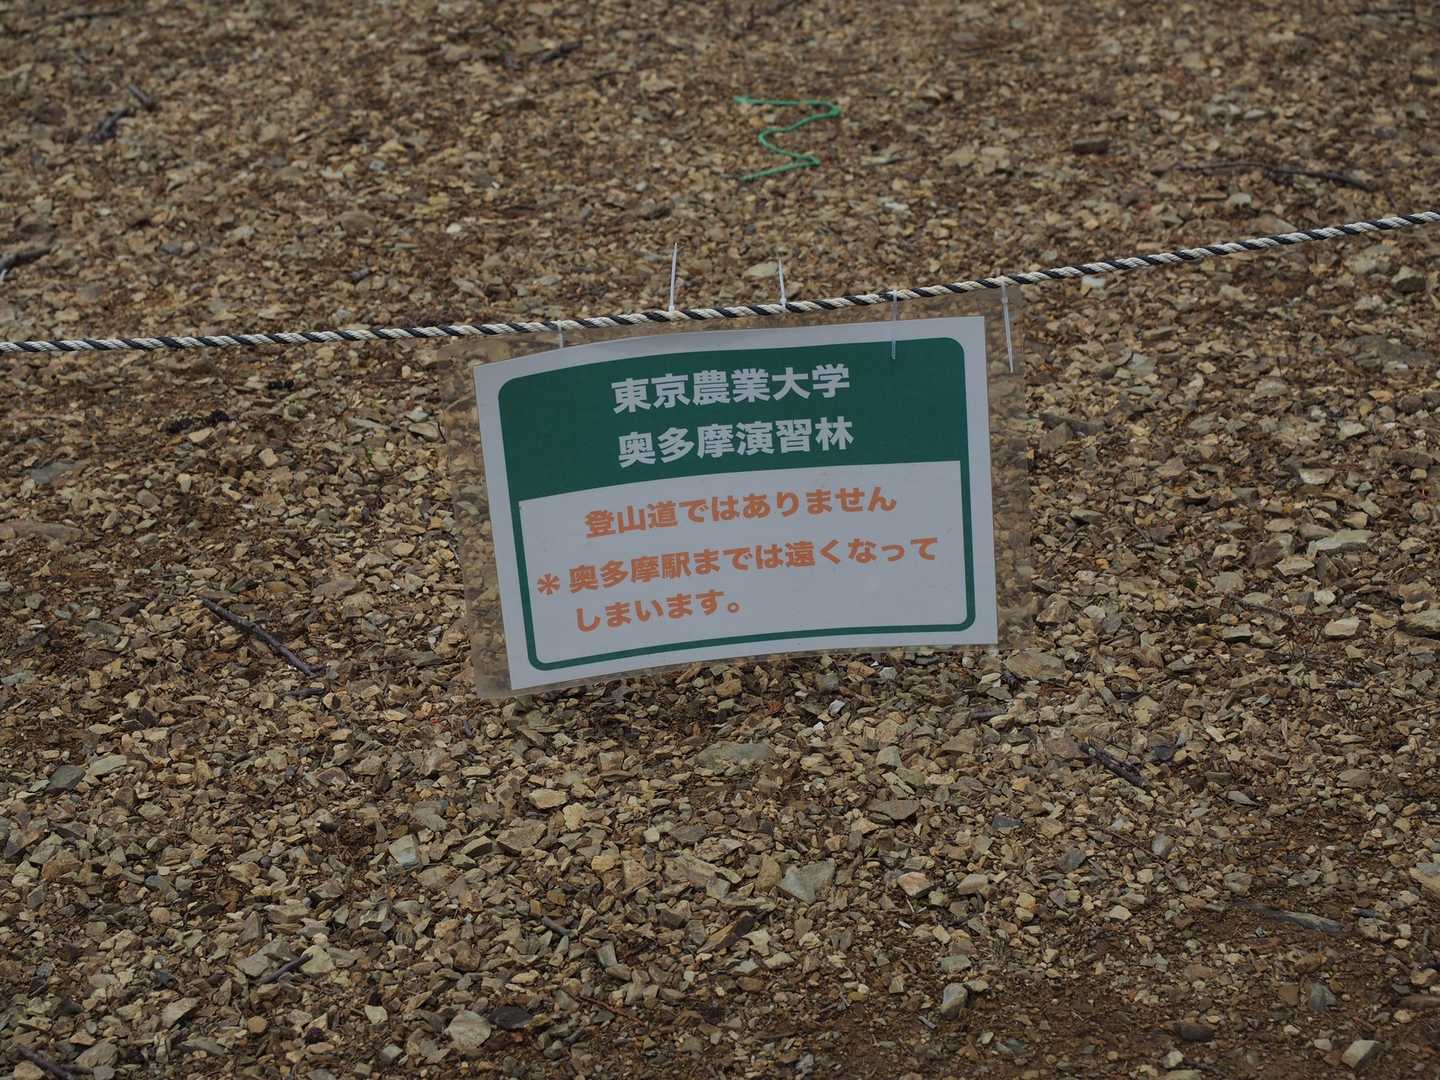 東京農業大学
奥多摩演習林
登山道ではありません
＊奥多摩駅までは遠くなって
しまいます。